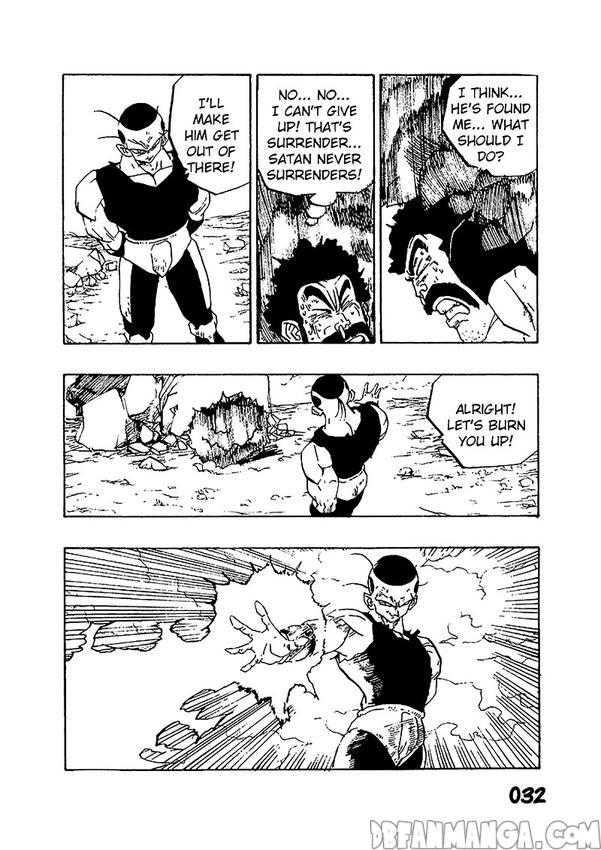 I THINK...
HE'S FOUND
ME... WHAT
SHOULD I
DO?
NO... NO...
I CAN'T GIVE
UP! THAT'S
SURRENDER...
SATAN NEVER
SURRENDERS!
I'LL
MAKE
HIM GET
OUT OF
THERE!
ALRIGHT!
LET'S BURN
YOU UP!
032
DBFANMANGA.COM